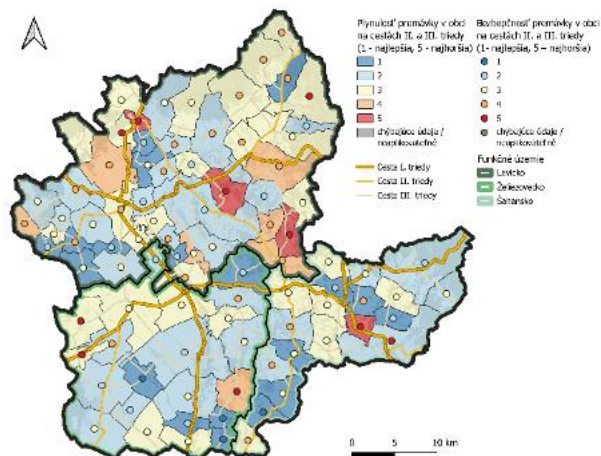 Plynulosť premávky v obci
na cestách II. a III. triedy
(1 - najlepšia, 5 - najhoršia)
1
2
3
4
5
chýbajúce údaje /
neaplikovateľné
Cesta I. triedy
Cesta II. triedy
Cesta III. triedy
Bezpečnosť premávky v obci
na cestách II. a III. triedy
(1- najlepšia, 5 – najhoršia)
1
2
3
4
5
chýbajúce údaje /
neaplikovateľné
Funkčné územie
Levicko
Želiezovecko
Šahansko
0 5 10 km